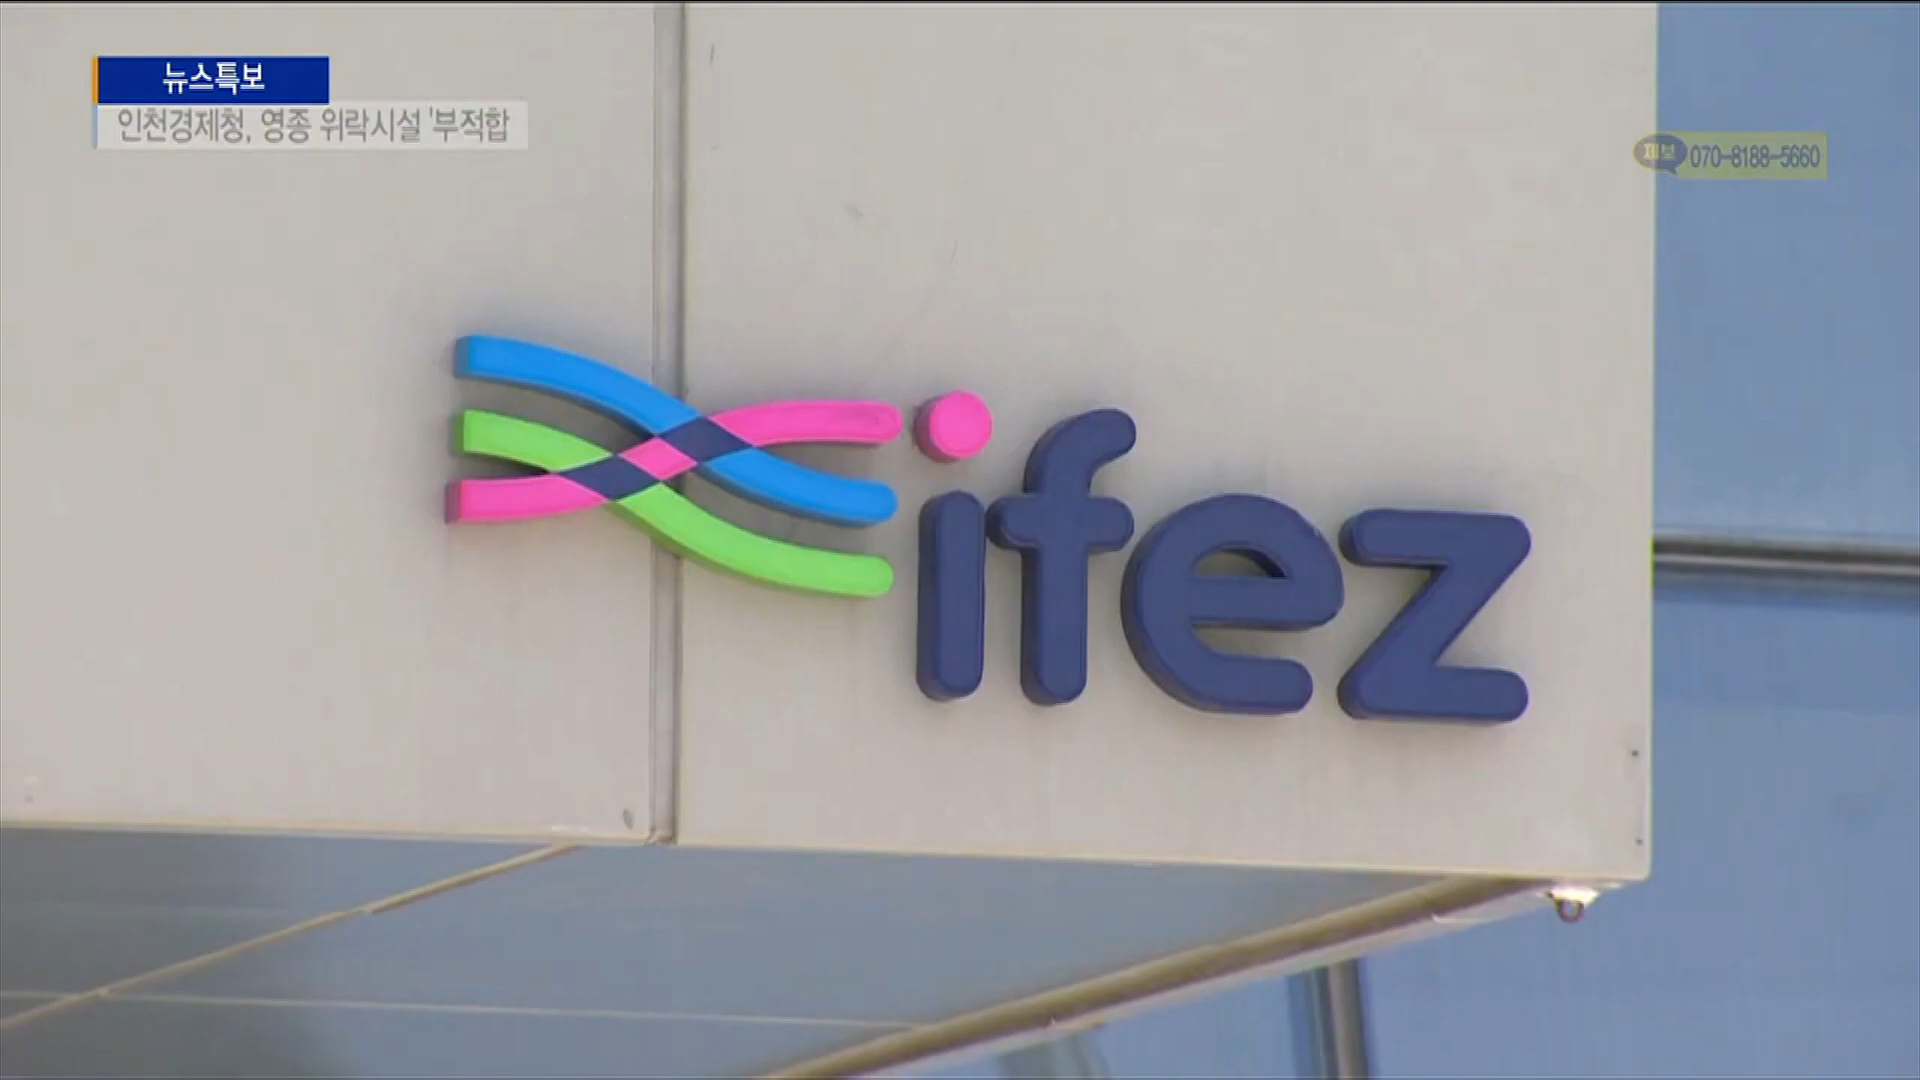 뉴스특보
인천경제청, 영종 위락시설 '부적합
제보 070-8188-5660
ifez